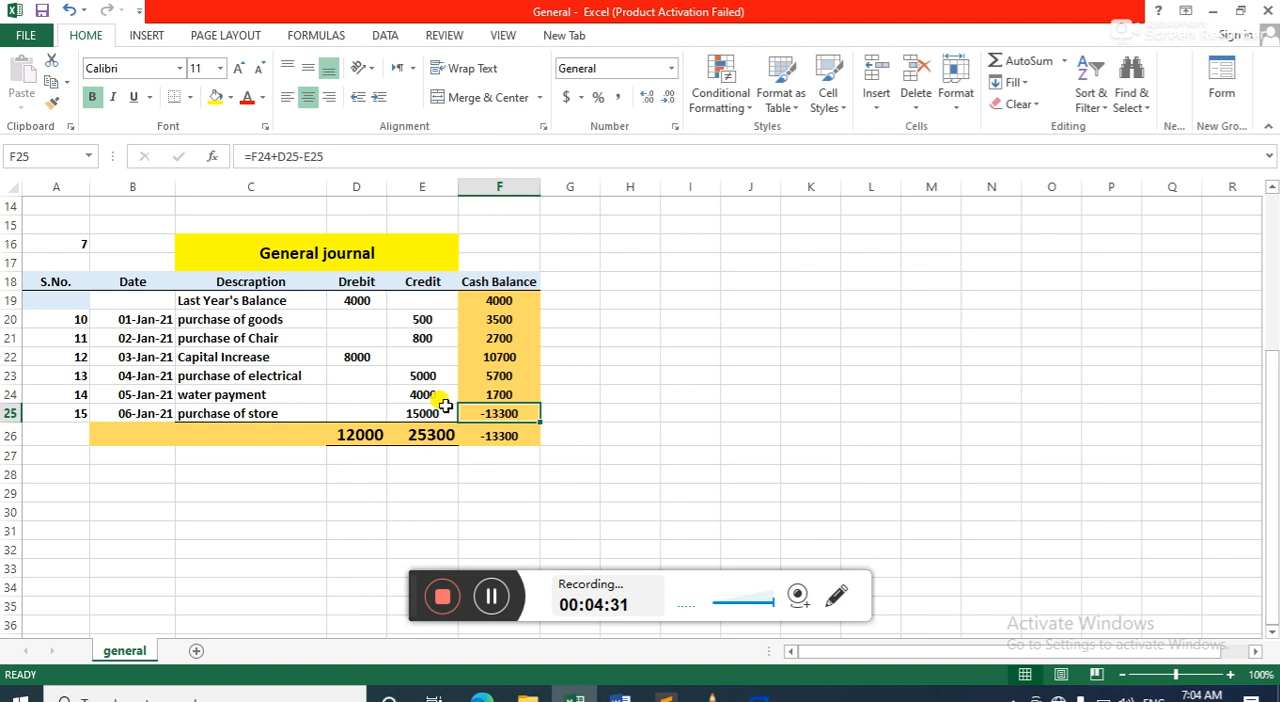 General - Excel (Product Activation Failed)
FILE HOME INSERT PAGE LAYOUT FORMULAS DATA REVIEW VIEW New Tab Sign in
Paste Calibri 11 Wrap Text General Conditional Format as Cell Insert Delete Format AutoSum Sort & Find & Form
B I U Merge & Center $ % , Formatting Table Styles Fill Filter Select
Clear
Clipboard Font Alignment Number Styles Cells Editing Ne... New Gro...
F25 fx =F24+D25-E25
A B C D E F G H I J K L M N O P Q R
14
15
16 7 General journal
17
18 S.No. Date Descraption Drebit Credit Cash Balance
19 Last Year's Balance 4000 4000
20 10 01-Jan-21 purchase of goods 500 3500
21 11 02-Jan-21 purchase of Chair 800 2700
22 12 03-Jan-21 Capital Increase 8000 10700
23 13 04-Jan-21 purchase of electrical 5000 5700
24 14 05-Jan-21 water payment 4000 1700
25 15 06-Jan-21 purchase of store 15000 -13300
26 12000 25300 -13300
27
28
29
30
31
32
33
34
35
36
Recording...
00:04:31
Activate Windows
Go to Settings to activate Windows.
general
READY 100%
7:04 AM